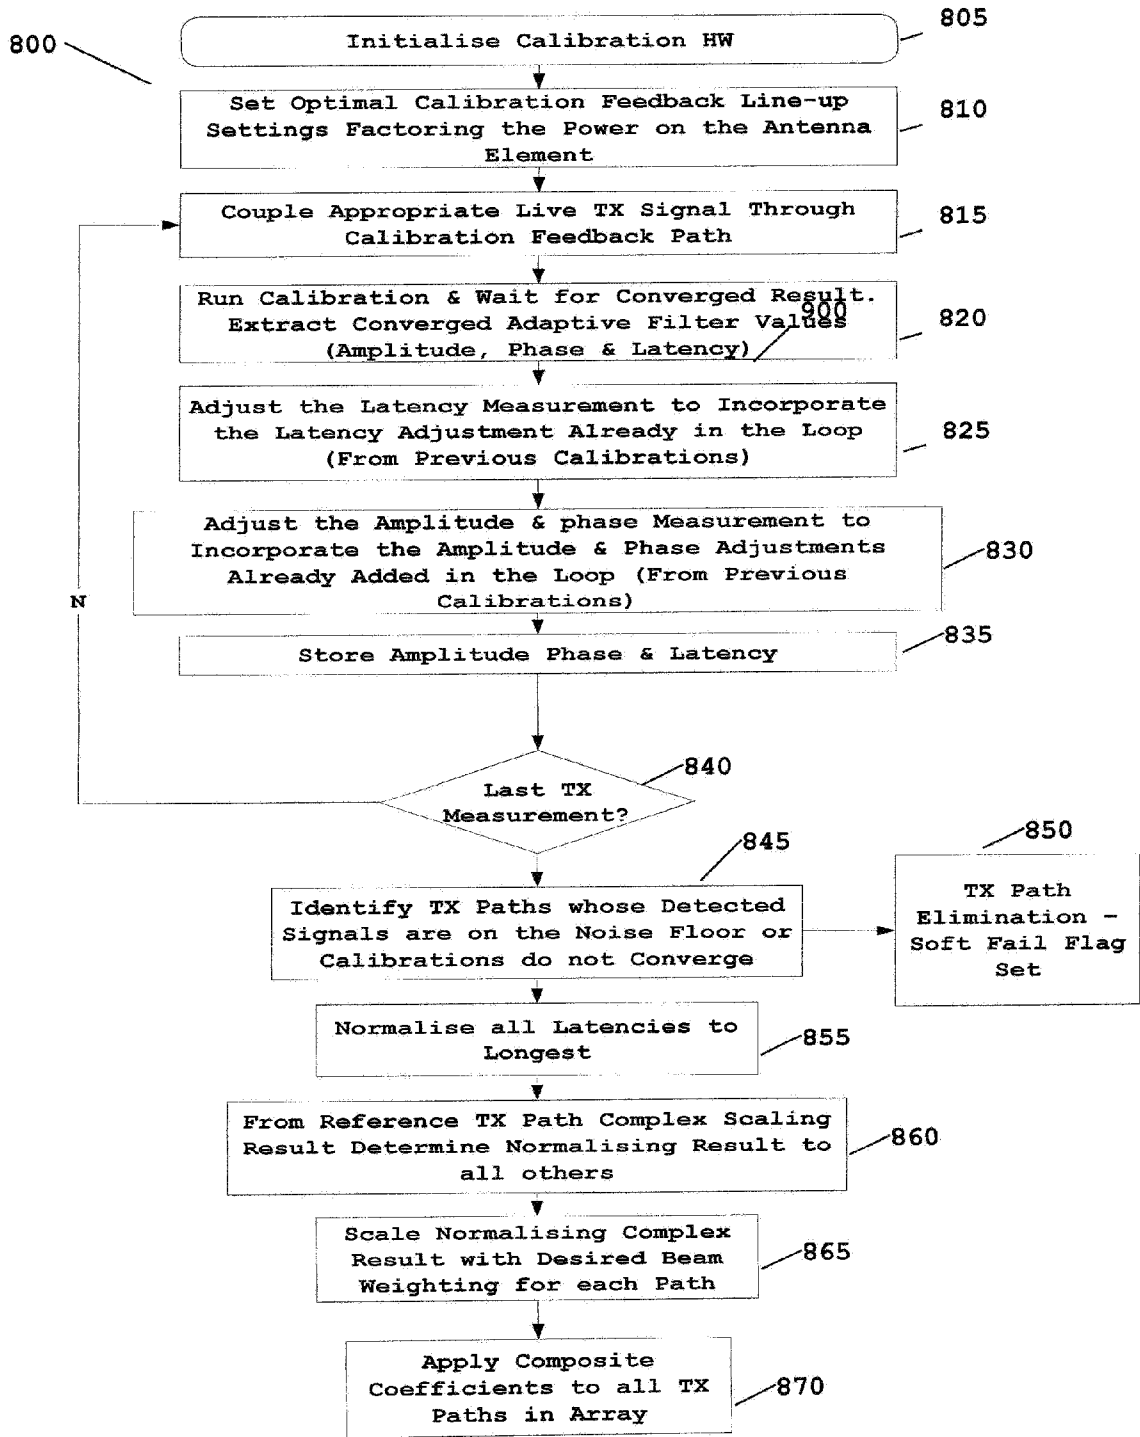 800
Initialise Calibration HW
805
Set Optimal Calibration Feedback Line-up
Settings Factoring the Power on the Antenna
Element
810
Couple Appropriate Live TX Signal Through
Calibration Feedback Path
815
Run Calibration & Wait for Converged Result.
Extract Converged Adaptive Filter Values
(Amplitude, Phase & Latency)
900
820
Adjust the Latency Measurement to Incorporate
the Latency Adjustment Already in the Loop
(From Previous Calibrations)
825
Adjust the Amplitude & phase Measurement to
Incorporate the Amplitude & Phase Adjustments
Already Added in the Loop (From Previous
Calibrations)
830
N
Store Amplitude Phase & Latency
835
Last TX
Measurement?
840
Identify TX Paths whose Detected
Signals are on the Noise Floor or
Calibrations do not Converge
845
TX Path
Elimination –
Soft Fail Flag
Set
850
Normalise all Latencies to
Longest
855
From Reference TX Path Complex Scaling
Result Determine Normalising Result to
all others
860
Scale Normalising Complex
Result with Desired Beam
Weighting for each Path
865
Apply Composite
Coefficients to all TX
Paths in Array
870